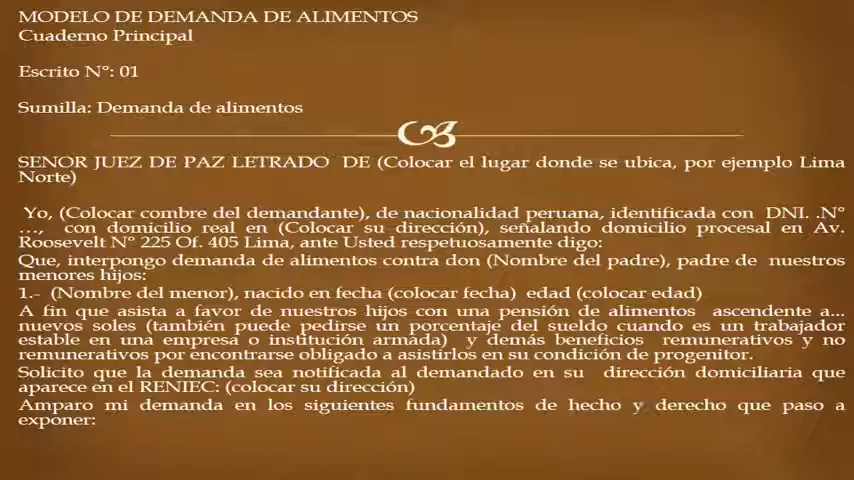 MODELO DE DEMANDA DE ALIMENTOS
Cuaderno Principal
Escrito N°: 01
Sumilla: Demanda de alimentos
SENOR JUEZ DE PAZ LETRADO DE (Colocar el lugar donde se ubica, por ejemplo Lima
Norte)
Yo, (Colocar combre del demandante), de nacionalidad peruana, identificada con DNI. .N°
…, con domicilio real en (Colocar su dirección), señalando domicilio procesal en Av.
Roosevelt N° 225 Of. 405 Lima, ante Usted respetuosamente digo:
Que, interpongo demanda de alimentos contra don (Nombre del padre), padre de nuestros
menores hijos:
1.- (Nombre del menor), nacido en fecha (colocar fecha) edad (colocar edad)
A fin que asista a favor de nuestros hijos con una pensión de alimentos ascendente a...
nuevos soles (también puede pedirse un porcentaje del sueldo cuando es un trabajador
estable en una empresa o institución armada) y demás beneficios remunerativos y no
remunerativos por encontrarse obligado a asistirlos en su condición de progenitor.
Solicito que la demanda sea notificada al demandado en su dirección domiciliaria que
aparece en el RENIEC: (colocar su dirección)
Amparo mi demanda en los siguientes fundamentos de hecho y derecho que paso a
exponer: